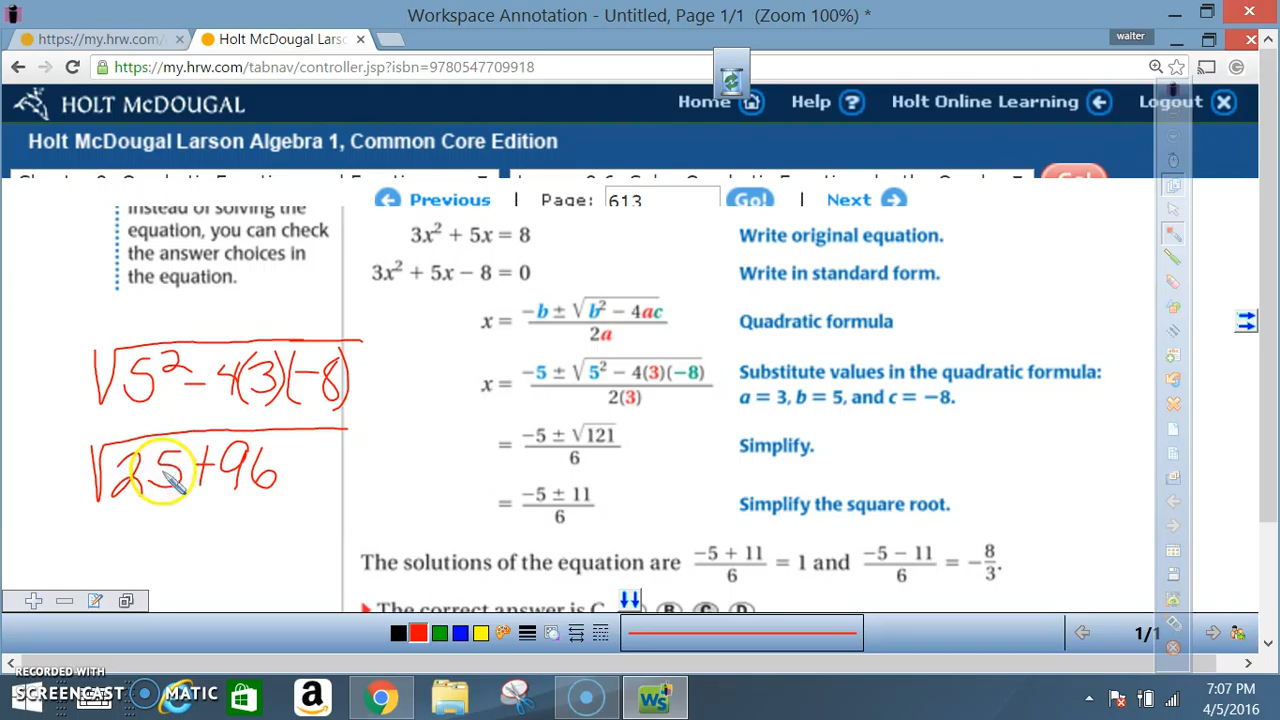 Workspace Annotation - Untitled, Page 1/1 (Zoom 100%) *
https://my.hrw.com/ Holt McDougal Lars walter
https://my.hrw.com/tabnav/controller.jsp?isbn=9780547709918
HOLT McDOUGAL Home Help ? Holt Online Learning Logout X
Holt McDougal Larson Algebra 1, Common Core Edition
Go!
Previous | Page: 613 Go! | Next
instead of solving the
equation, you can check
the answer choices in
the equation.
3x² + 5x = 8 Write original equation.
3x² + 5x − 8 = 0 Write in standard form.
x = (−b ± √(b² − 4ac))/(2a) Quadratic formula
√(5² − 4(3)(−8))
x = (−5 ± √(5² − 4(3)(−8)))/(2(3)) Substitute values in the quadratic formula:
a = 3, b = 5, and c = −8.
√(25 + 96)
= (−5 ± √121)/6 Simplify.
= (−5 ± 11)/6 Simplify the square root.
The solutions of the equation are (−5 + 11)/6 = 1 and (−5 − 11)/6 = −8/3.
The correct answer is C. B C D
1/1
RECORDED WITH
SCREENCAST MATIC
7:07 PM
4/5/2016